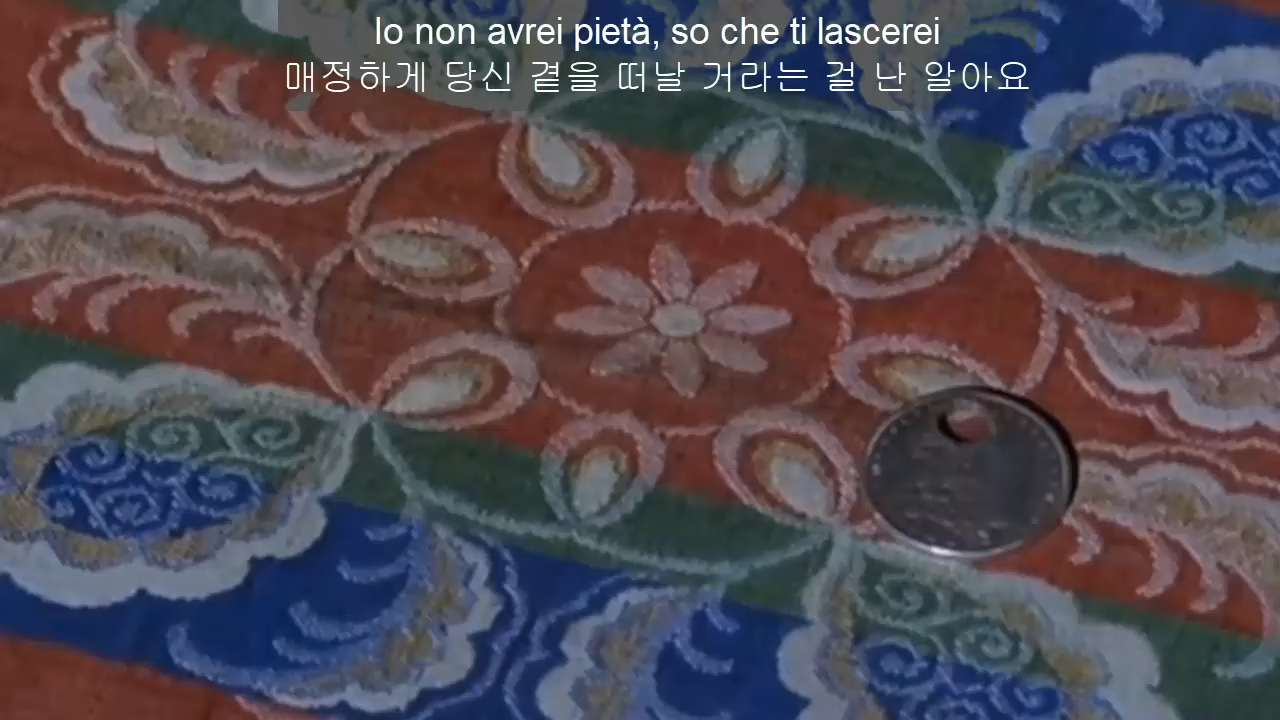 Io non avrei pietà, so che ti lascerei
매정하게 당신 곁을 떠날 거라는 걸 난 알아요